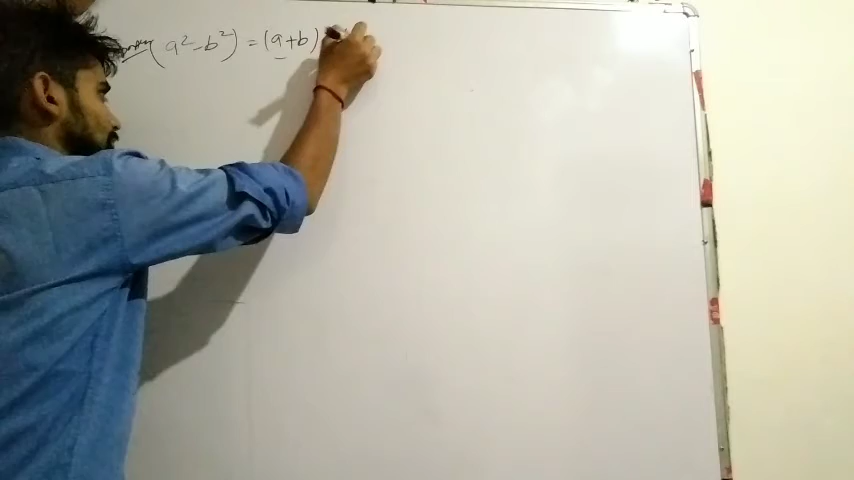 (a²-b²) = (a+b)